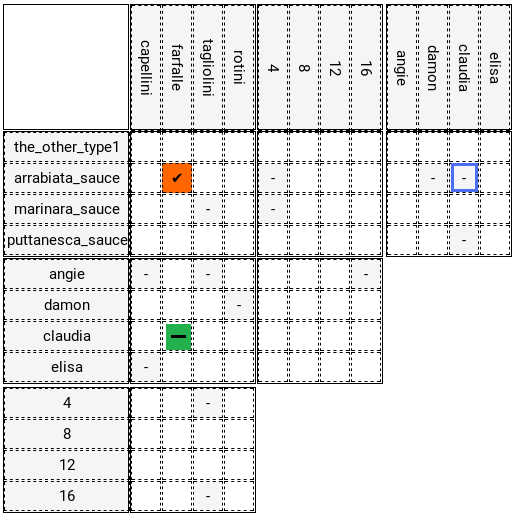 capellini farfalle tagliolini rotini 4 8 12 16 angie damon claudia elisa
the_other_type1
arrabiata_sauce ✔ - - -
marinara_sauce - -
puttanesca_sauce -
angie - - -
damon -
claudia -
elisa -
4 -
8
12
16 -